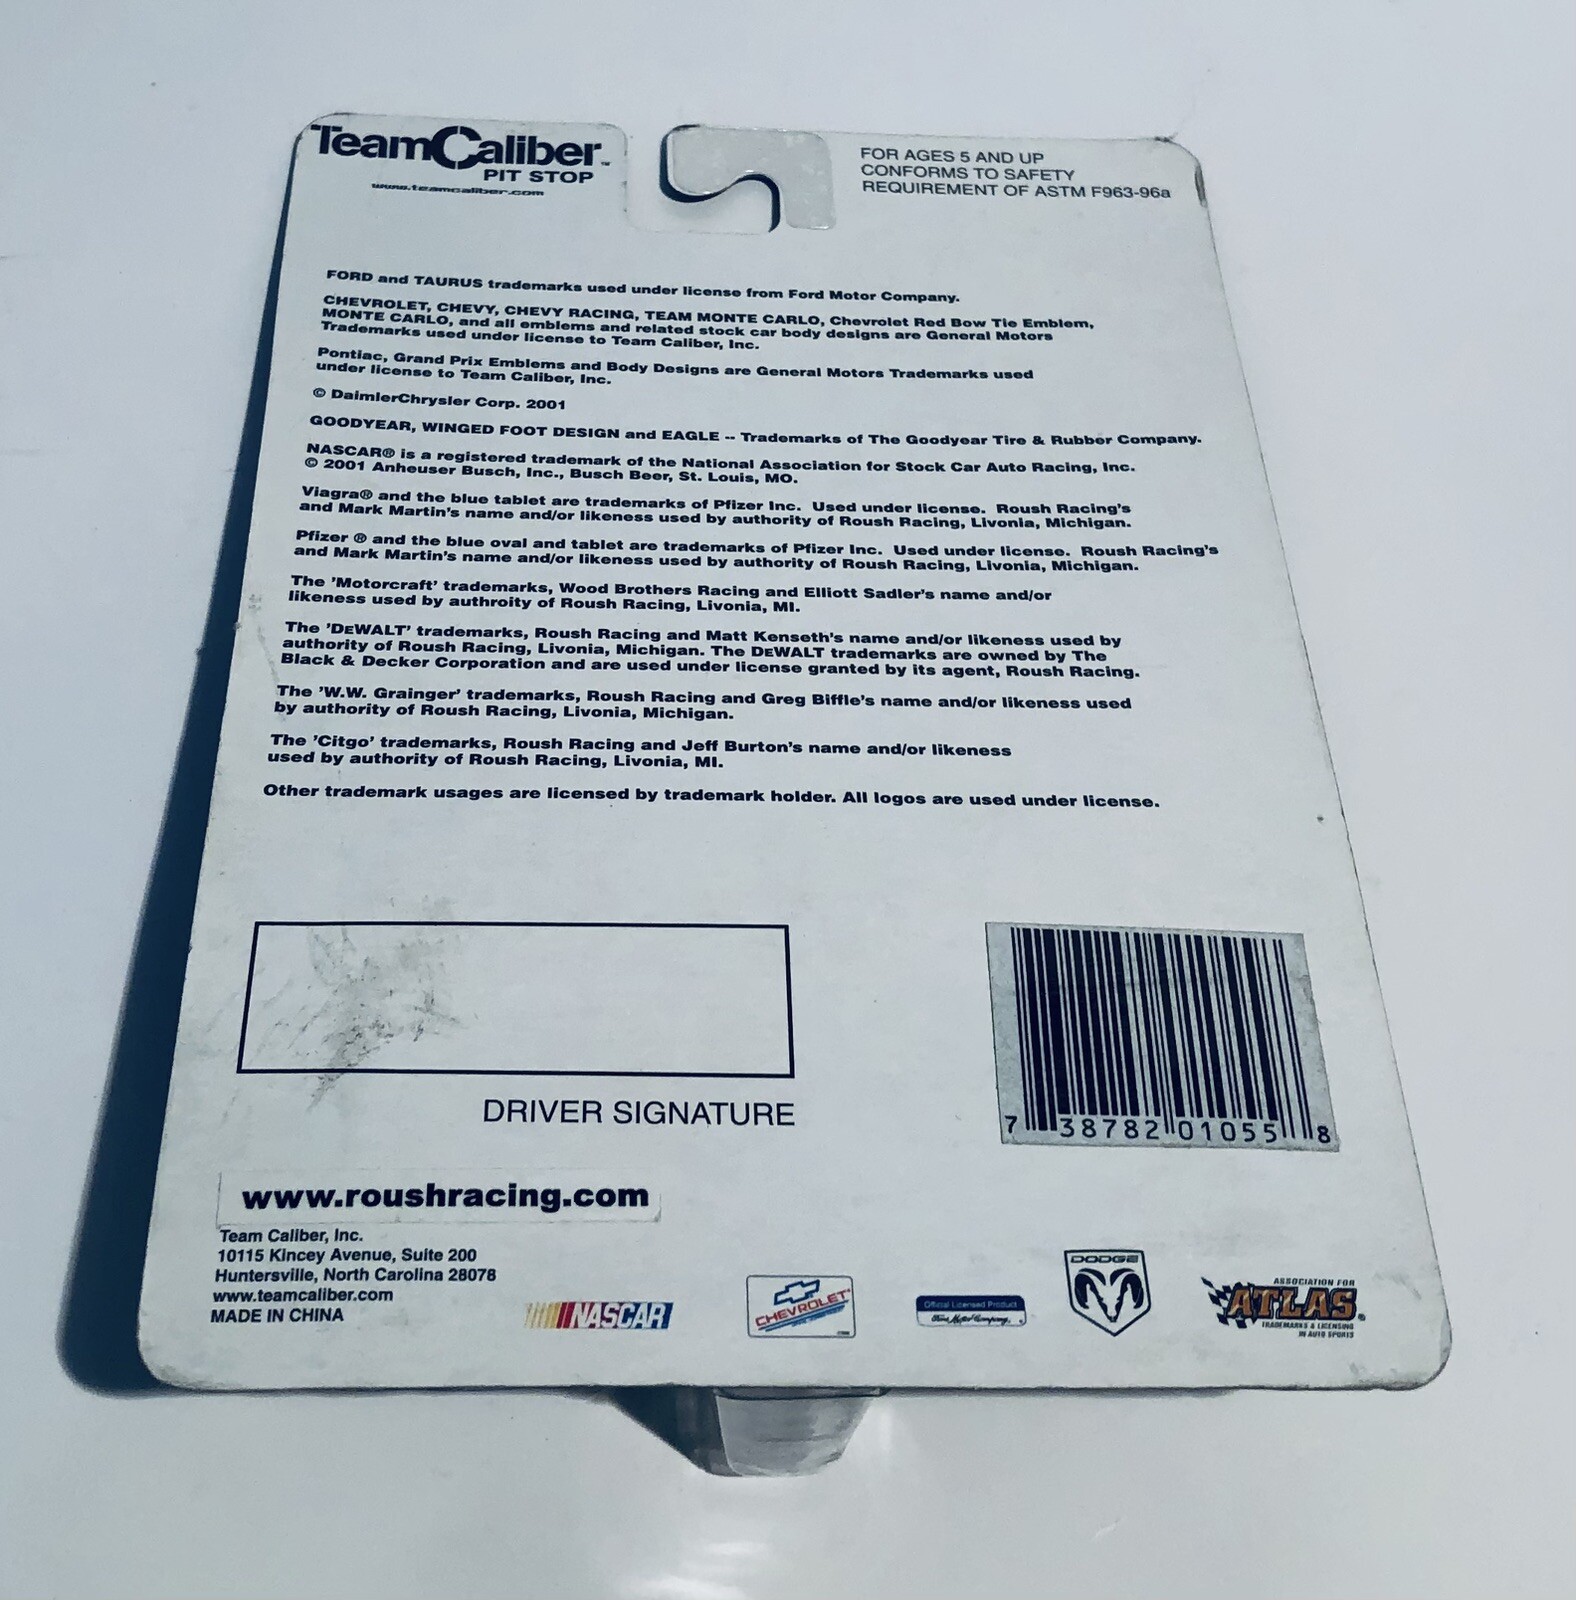 TeamCaliber™
PIT STOP
www.teamcaliber.com
FOR AGES 5 AND UP
CONFORMS TO SAFETY
REQUIREMENT OF ASTM F963-96a
FORD and TAURUS trademarks used under license from Ford Motor Company.
CHEVROLET, CHEVY, CHEVY RACING, TEAM MONTE CARLO, Chevrolet Red Bow Tie Emblem,
MONTE CARLO, and all emblems and related stock car body designs are General Motors
Trademarks used under license to Team Caliber, Inc.
Pontiac, Grand Prix Emblems and Body Designs are General Motors Trademarks used
under license to Team Caliber, Inc.
© DaimlerChrysler Corp. 2001
GOODYEAR, WINGED FOOT DESIGN and EAGLE -- Trademarks of The Goodyear Tire & Rubber Company.
NASCAR® is a registered trademark of the National Association for Stock Car Auto Racing, Inc.
© 2001 Anheuser Busch, Inc., Busch Beer, St. Louis, MO.
Viagra® and the blue tablet are trademarks of Pfizer Inc. Used under license. Roush Racing's
and Mark Martin's name and/or likeness used by authority of Roush Racing, Livonia, Michigan.
Pfizer ® and the blue oval and tablet are trademarks of Pfizer Inc. Used under license. Roush Racing's
and Mark Martin's name and/or likeness used by authority of Roush Racing, Livonia, Michigan.
The 'Motorcraft' trademarks, Wood Brothers Racing and Elliott Sadler's name and/or
likeness used by authroity of Roush Racing, Livonia, MI.
The 'DEWALT' trademarks, Roush Racing and Matt Kenseth's name and/or likeness used by
authority of Roush Racing, Livonia, Michigan. The DEWALT trademarks are owned by The
Black & Decker Corporation and are used under license granted by its agent, Roush Racing.
The 'W.W. Grainger' trademarks, Roush Racing and Greg Biffle's name and/or likeness used
by authority of Roush Racing, Livonia, Michigan.
The 'Citgo' trademarks, Roush Racing and Jeff Burton's name and/or likeness
used by authority of Roush Racing, Livonia, MI.
Other trademark usages are licensed by trademark holder. All logos are used under license.
DRIVER SIGNATURE
7 38782 01055 8
www.roushracing.com
Team Caliber, Inc.
10115 Kincey Avenue, Suite 200
Huntersville, North Carolina 28078
www.teamcaliber.com
MADE IN CHINA
NASCAR
CHEVROLET
Official Licensed Product
Ford Motor Company
DODGE
ASSOCIATION FOR
ATLAS®
TRADEMARKS & LICENSING
IN AUTO SPORTS